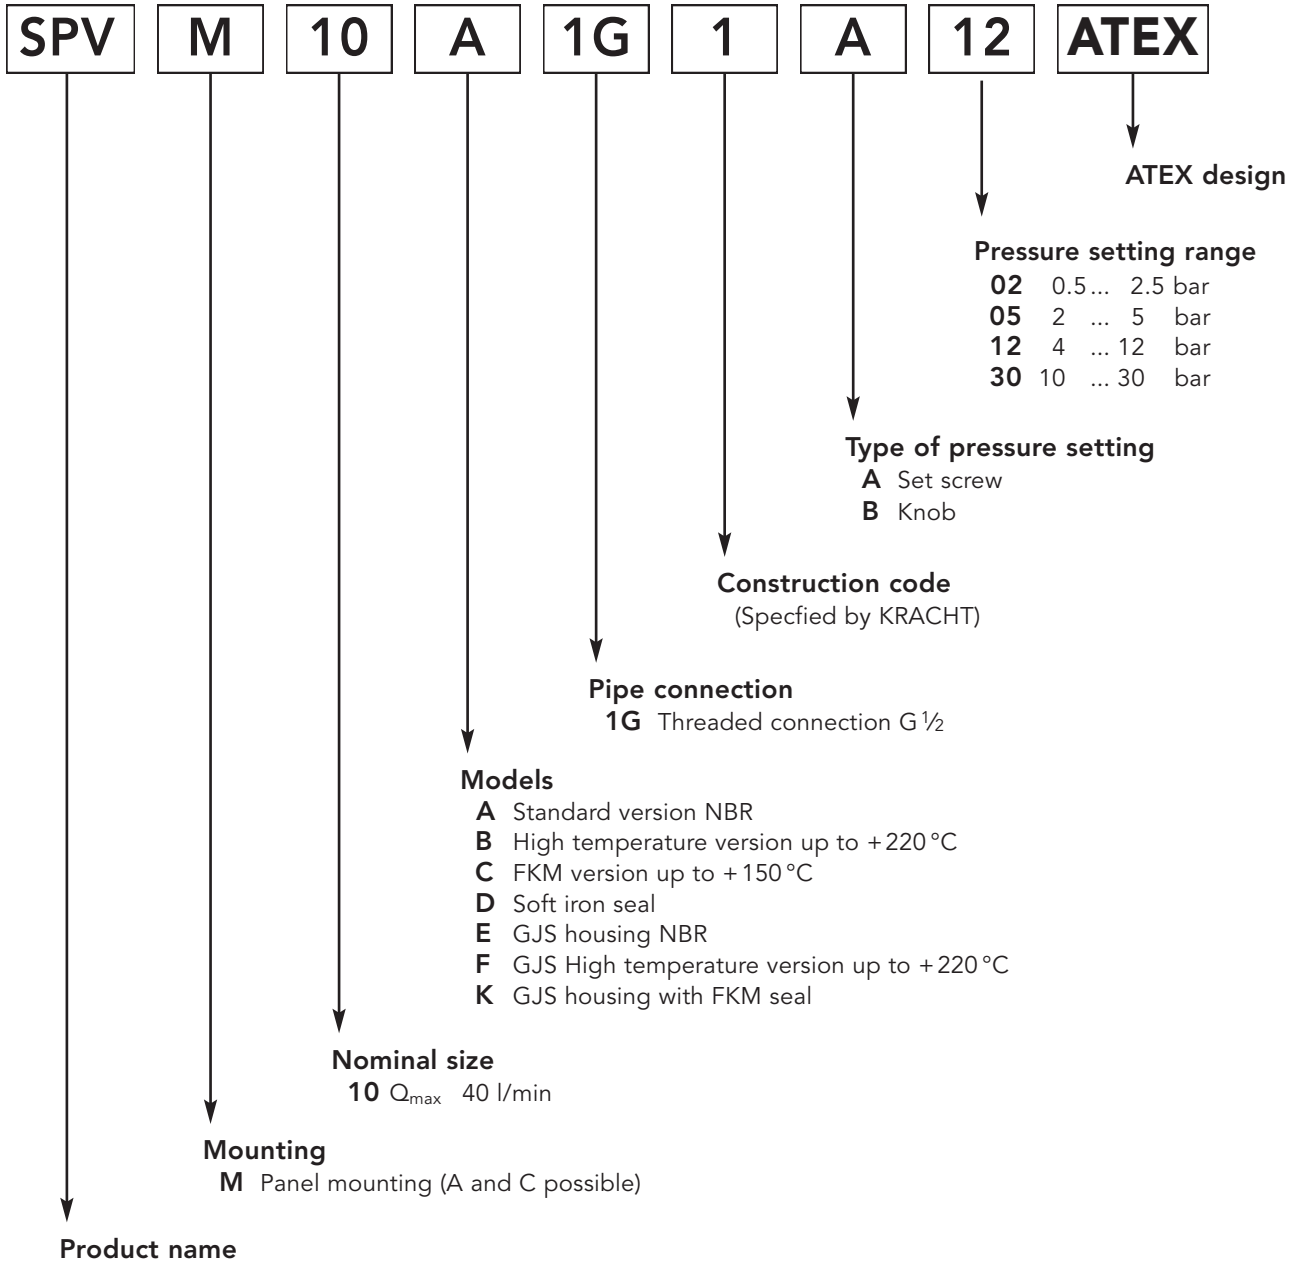 SPV M 10 A 1G 1 A 12 ATEX
ATEX design
Pressure setting range
02 0.5 ... 2.5 bar
05 2 ... 5 bar
12 4 ... 12 bar
30 10 ... 30 bar
Type of pressure setting
A Set screw
B Knob
Construction code
(Specfied by KRACHT)
Pipe connection
1G Threaded connection G ½
Models
A Standard version NBR
B High temperature version up to +220 °C
C FKM version up to +150 °C
D Soft iron seal
E GJS housing NBR
F GJS High temperature version up to +220 °C
K GJS housing with FKM seal
Nominal size
10 Qmax 40 l/min
Mounting
M Panel mounting (A and C possible)
Product name